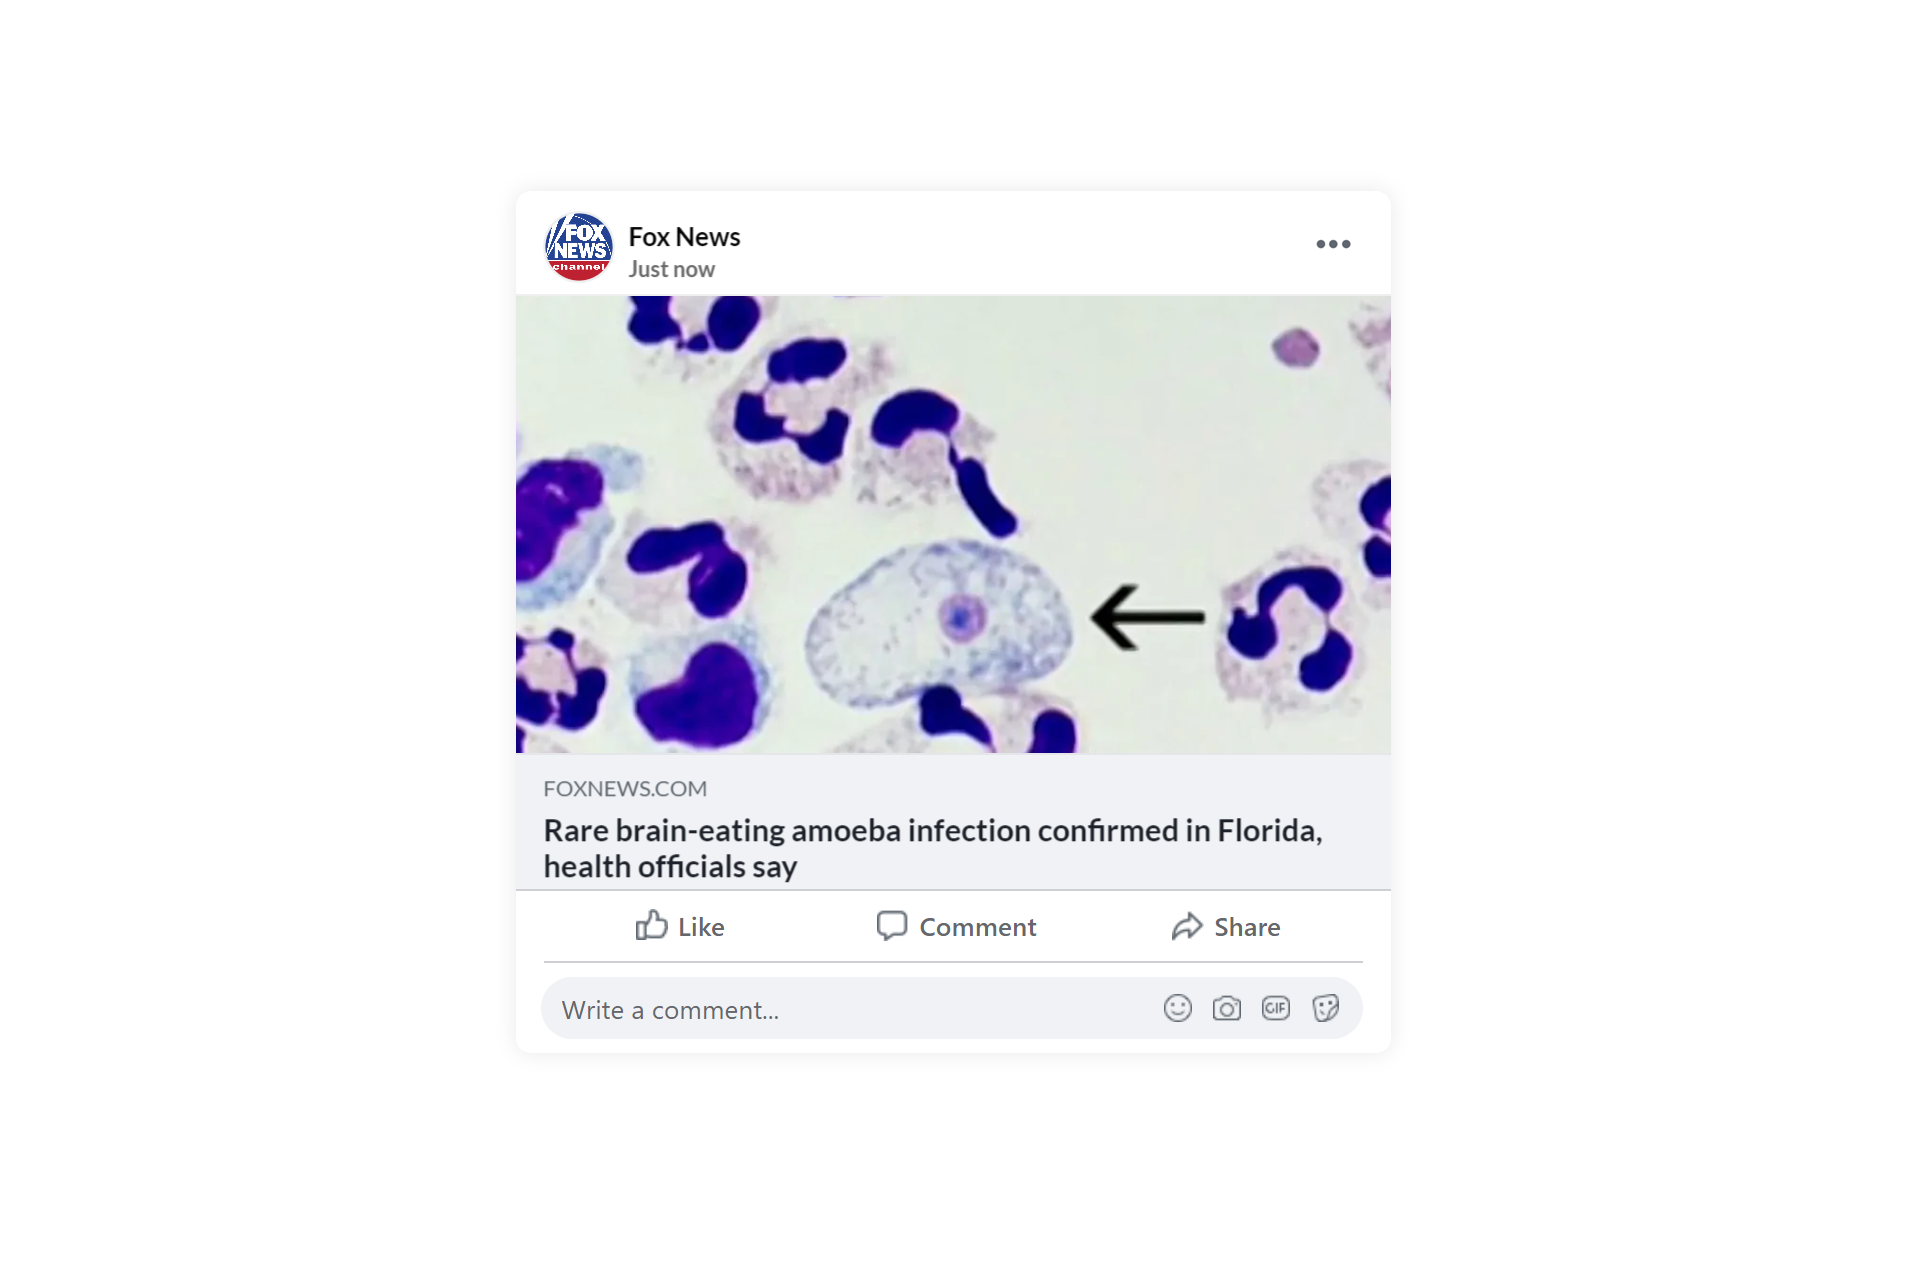 FOX
NEWS
channel
Fox News
Just now
FOXNEWS.COM
Rare brain-eating amoeba infection confirmed in Florida,
health officials say
Like
Comment
Share
Write a comment...
GIF